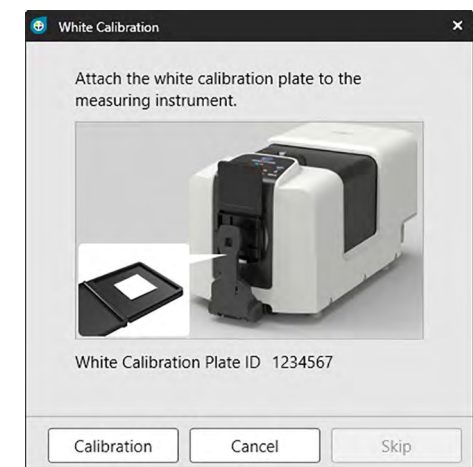 White Calibration
Attach the white calibration plate to the
measuring instrument.
White Calibration Plate ID 1234567
Calibration
Cancel
Skip